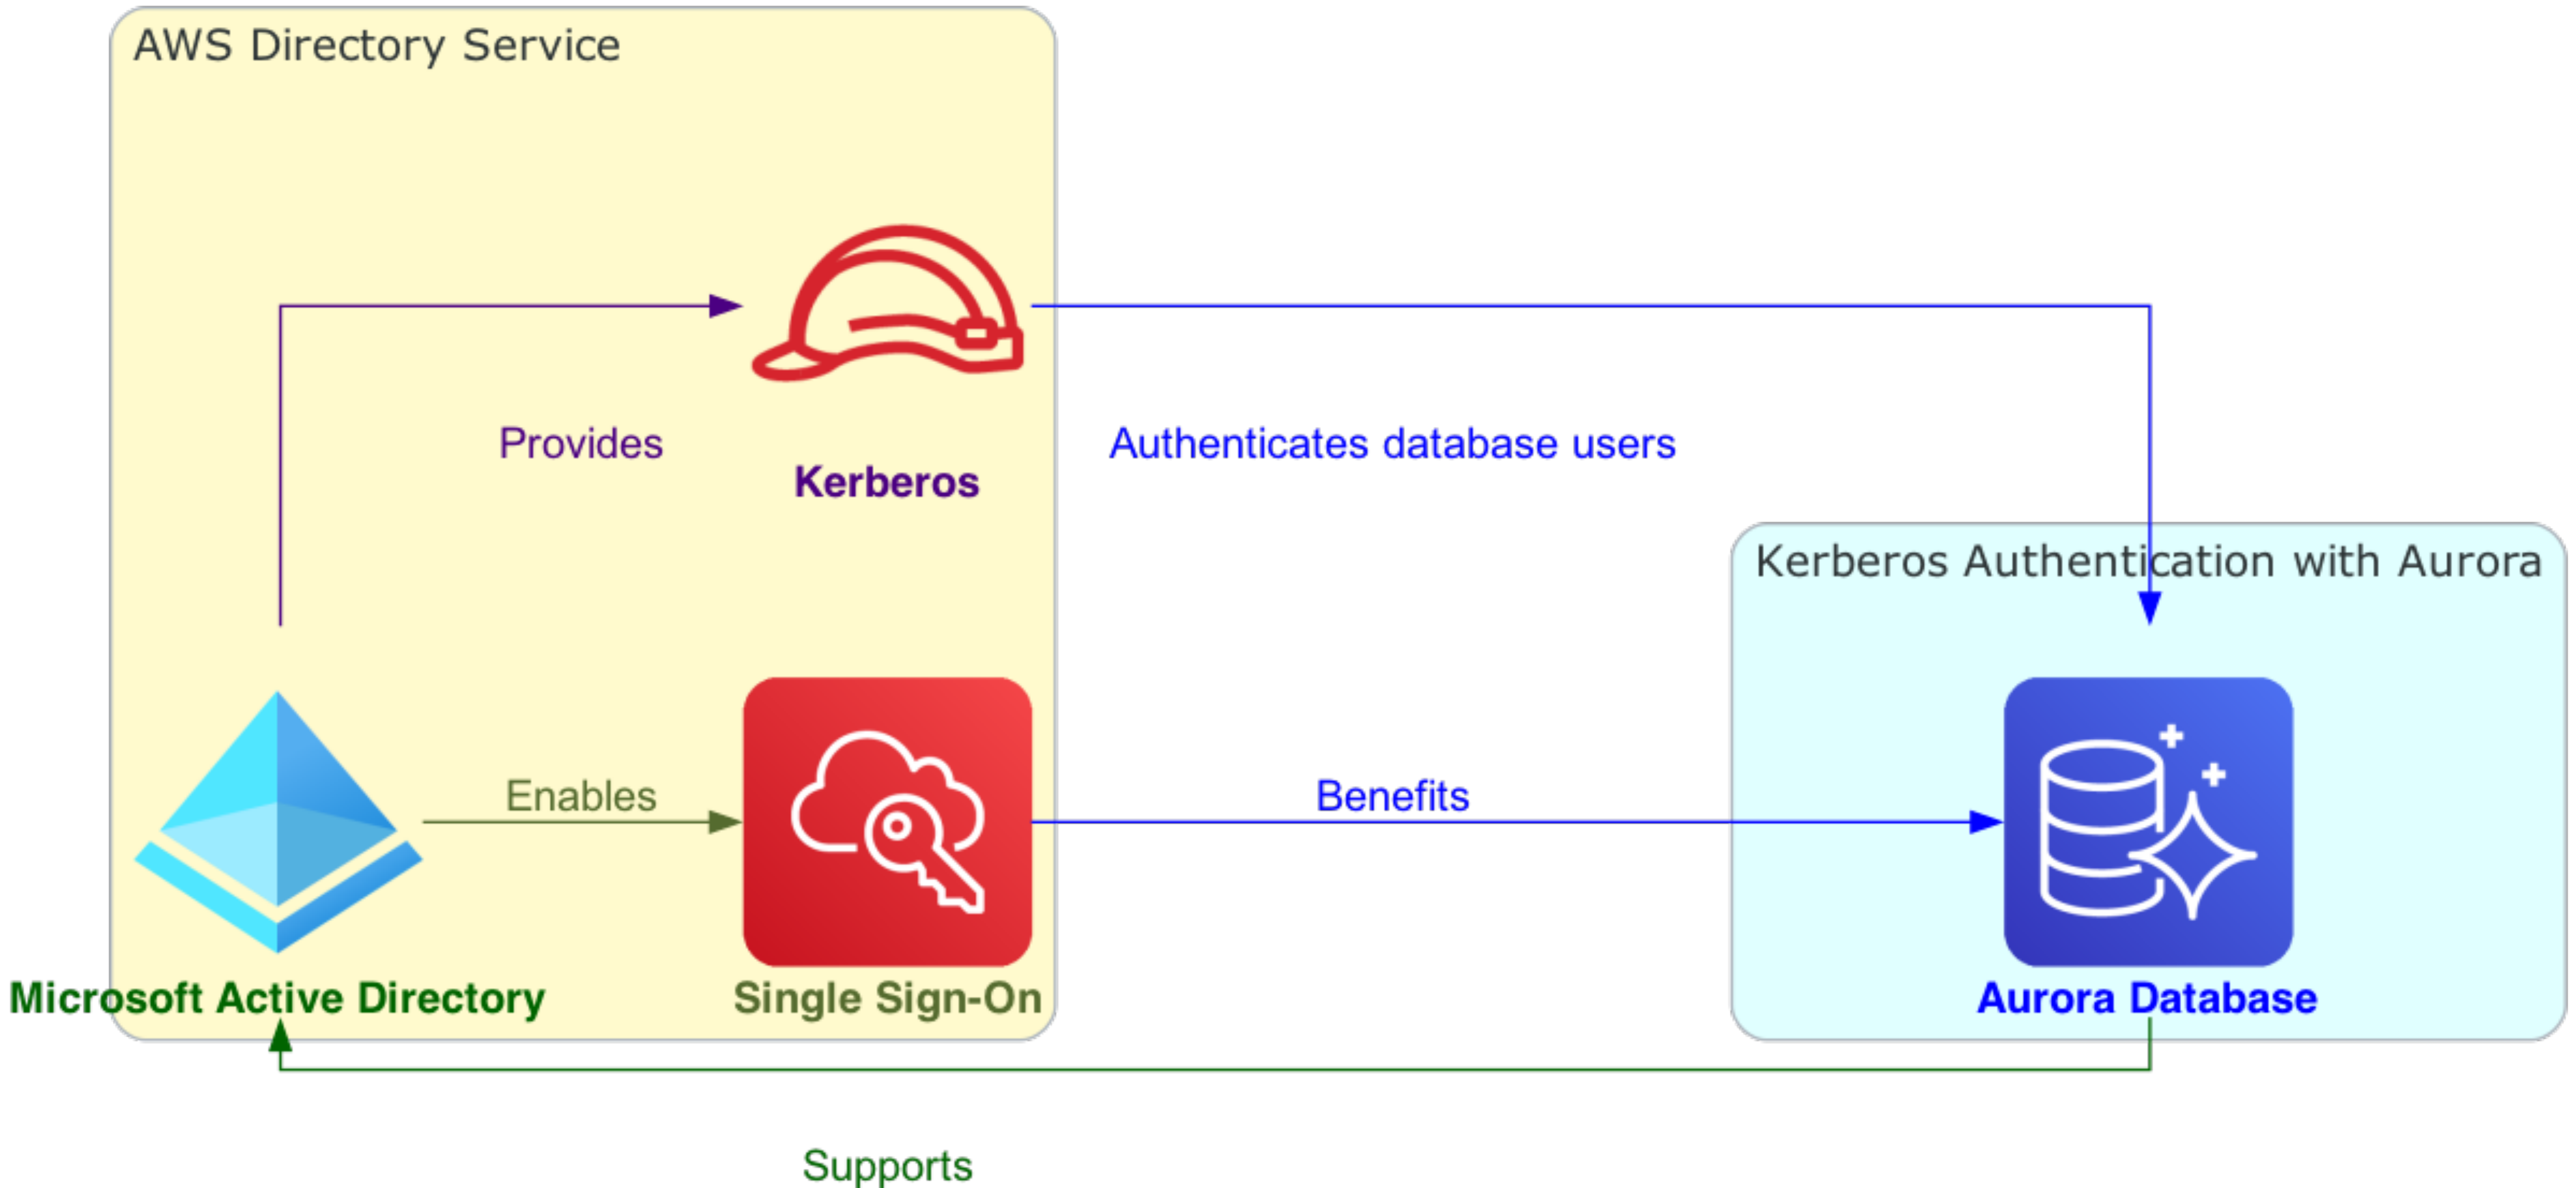 AWS Directory Service
Provides
Kerberos
Authenticates database users
Kerberos Authentication with Aurora
Enables
Benefits
Microsoft Active Directory
Single Sign-On
Aurora Database
Supports